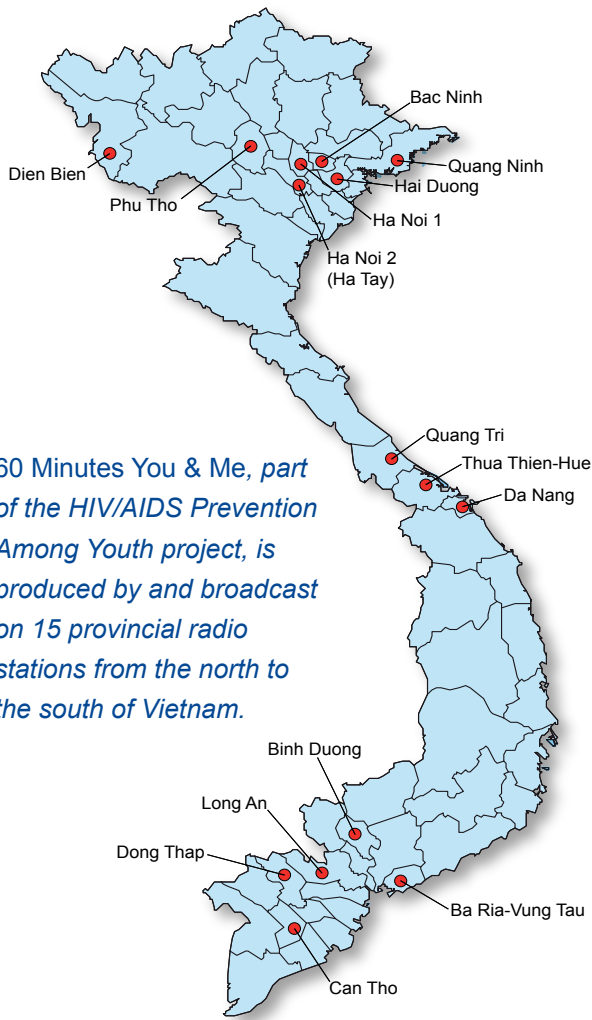 Bac Ninh
Dien Bien
Quang Ninh
Hai Duong
Phu Tho
Ha Noi 1
Ha Noi 2
(Ha Tay)
Quang Tri
Thua Thien-Hue
Da Nang
60 Minutes You & Me, part
of the HIV/AIDS Prevention
Among Youth project, is
produced by and broadcast
on 15 provincial radio
stations from the north to
the south of Vietnam.
Binh Duong
Long An
Dong Thap
Ba Ria-Vung Tau
Can Tho